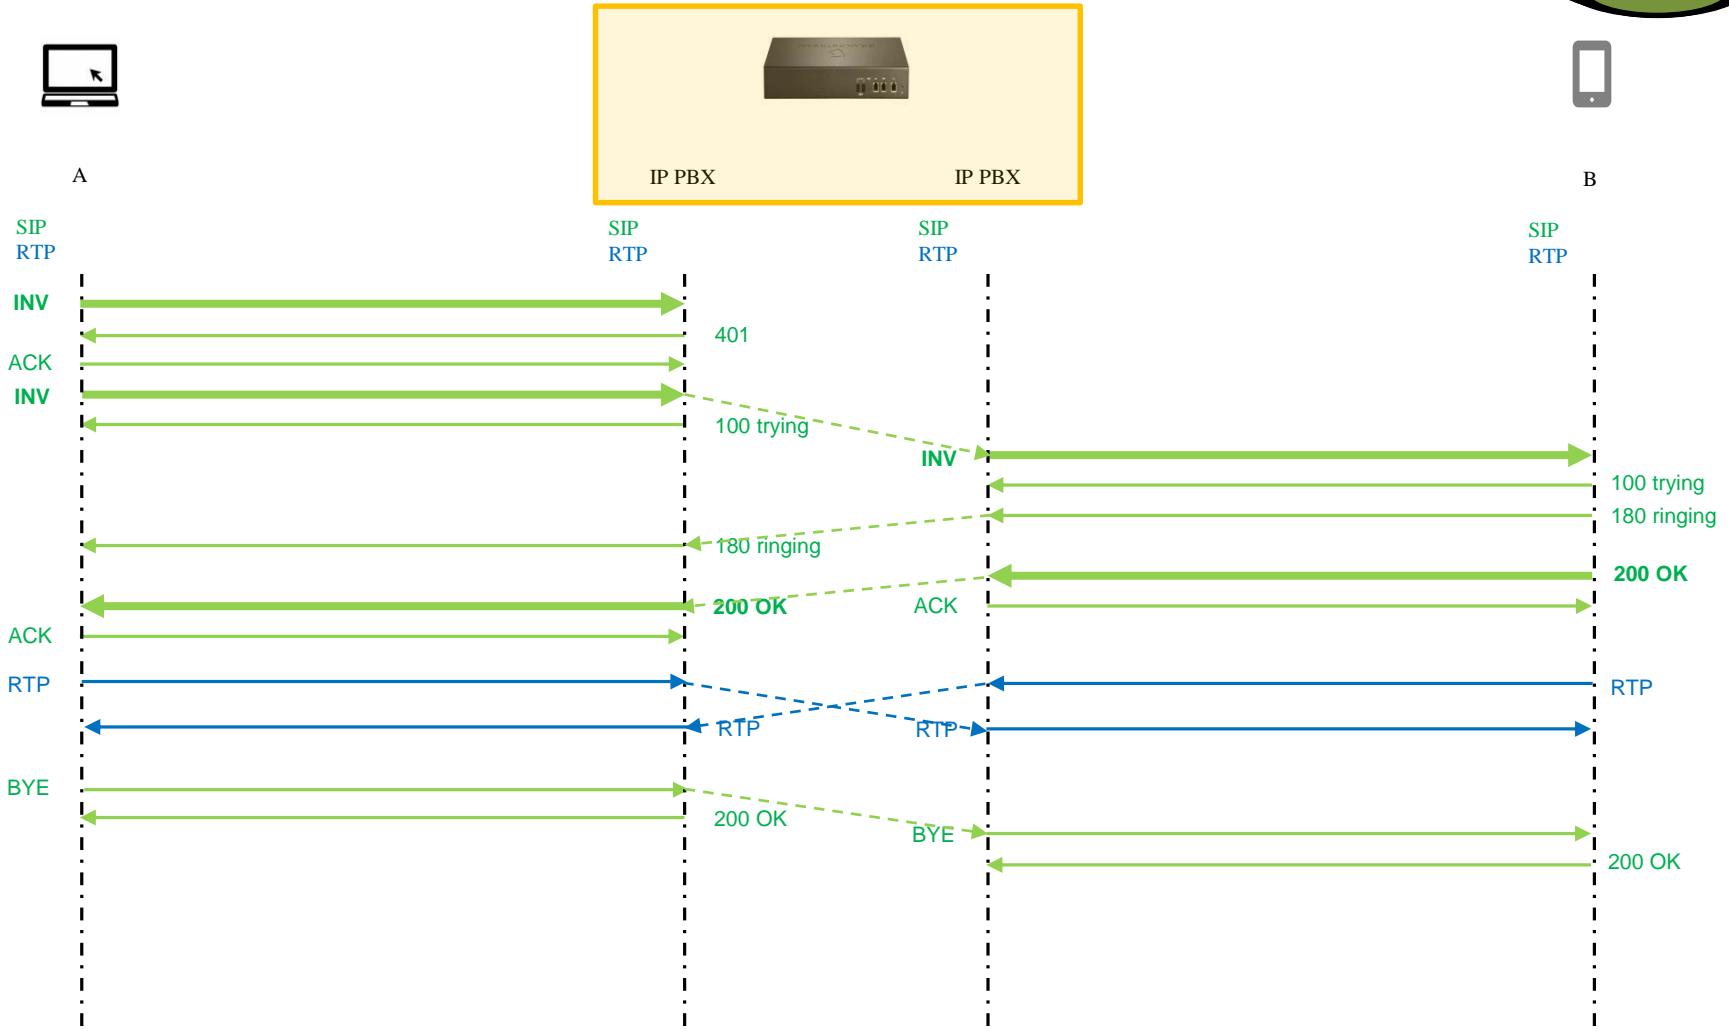 A
IP PBX
IP PBX
B
SIP
RTP
SIP
RTP
SIP
RTP
SIP
RTP
INV
401
ACK
INV
100 trying
INV
100 trying
180 ringing
180 ringing
200 OK
200 OK
ACK
ACK
RTP
RTP
RTP
RTP
BYE
200 OK
BYE
200 OK